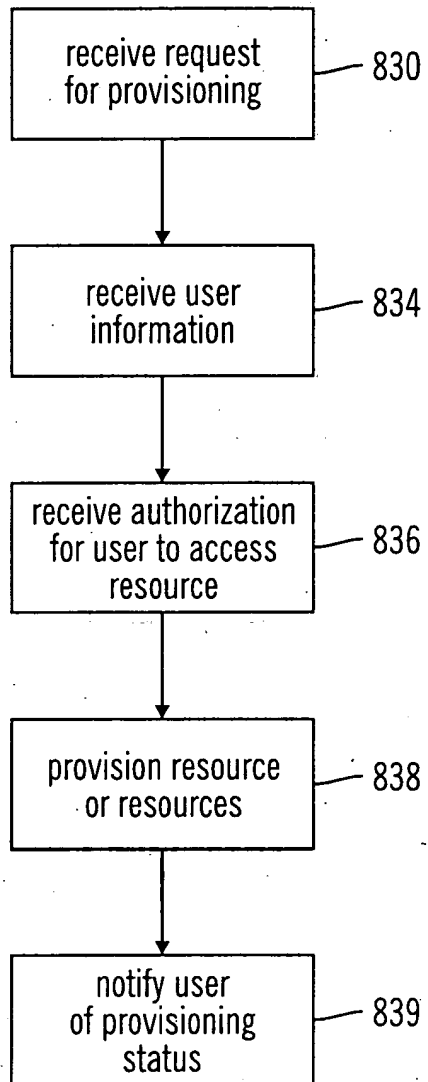 receive request
for provisioning
830
receive user
information
834
receive authorization
for user to access
resource
836
provision resource
or resources
838
notify user
of provisioning
status
839